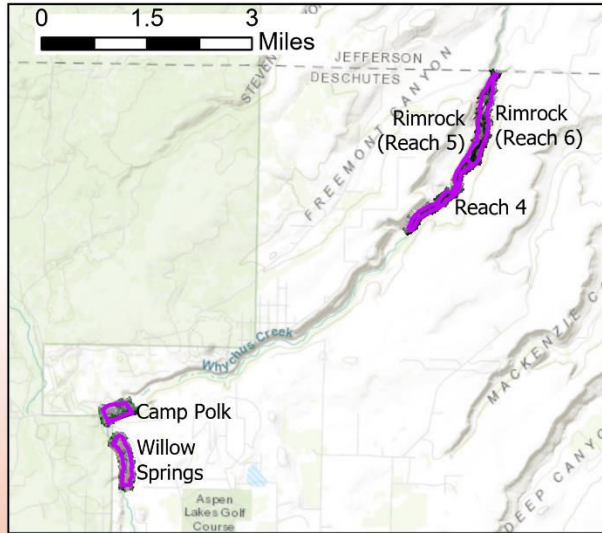 0 1.5 3
Miles
JEFFERSON
DESCHUTES
STEVEN
FREEMONT CANYON
Rimrock
(Reach 5)
Rimrock
(Reach 6)
Reach 4
Whychus Creek
MACKENZIE CA
Camp Polk
Willow
Springs
Aspen
Lakes Golf
Course
DEEP CANYO